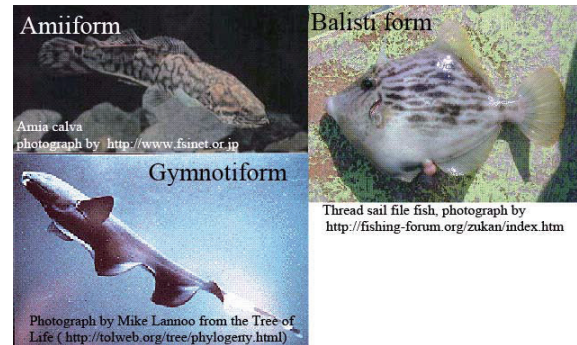 Amiiform
Amia calva
photograph by http://www.fsinet.or.jp
Balisti form
Thread sail file fish, photograph by
http://fishing-forum.org/zukan/index.htm
Gymnotiform
Photograph by Mike Lannoo from the Tree of
Life ( http://tolweb.org/tree/phylogeny.html)